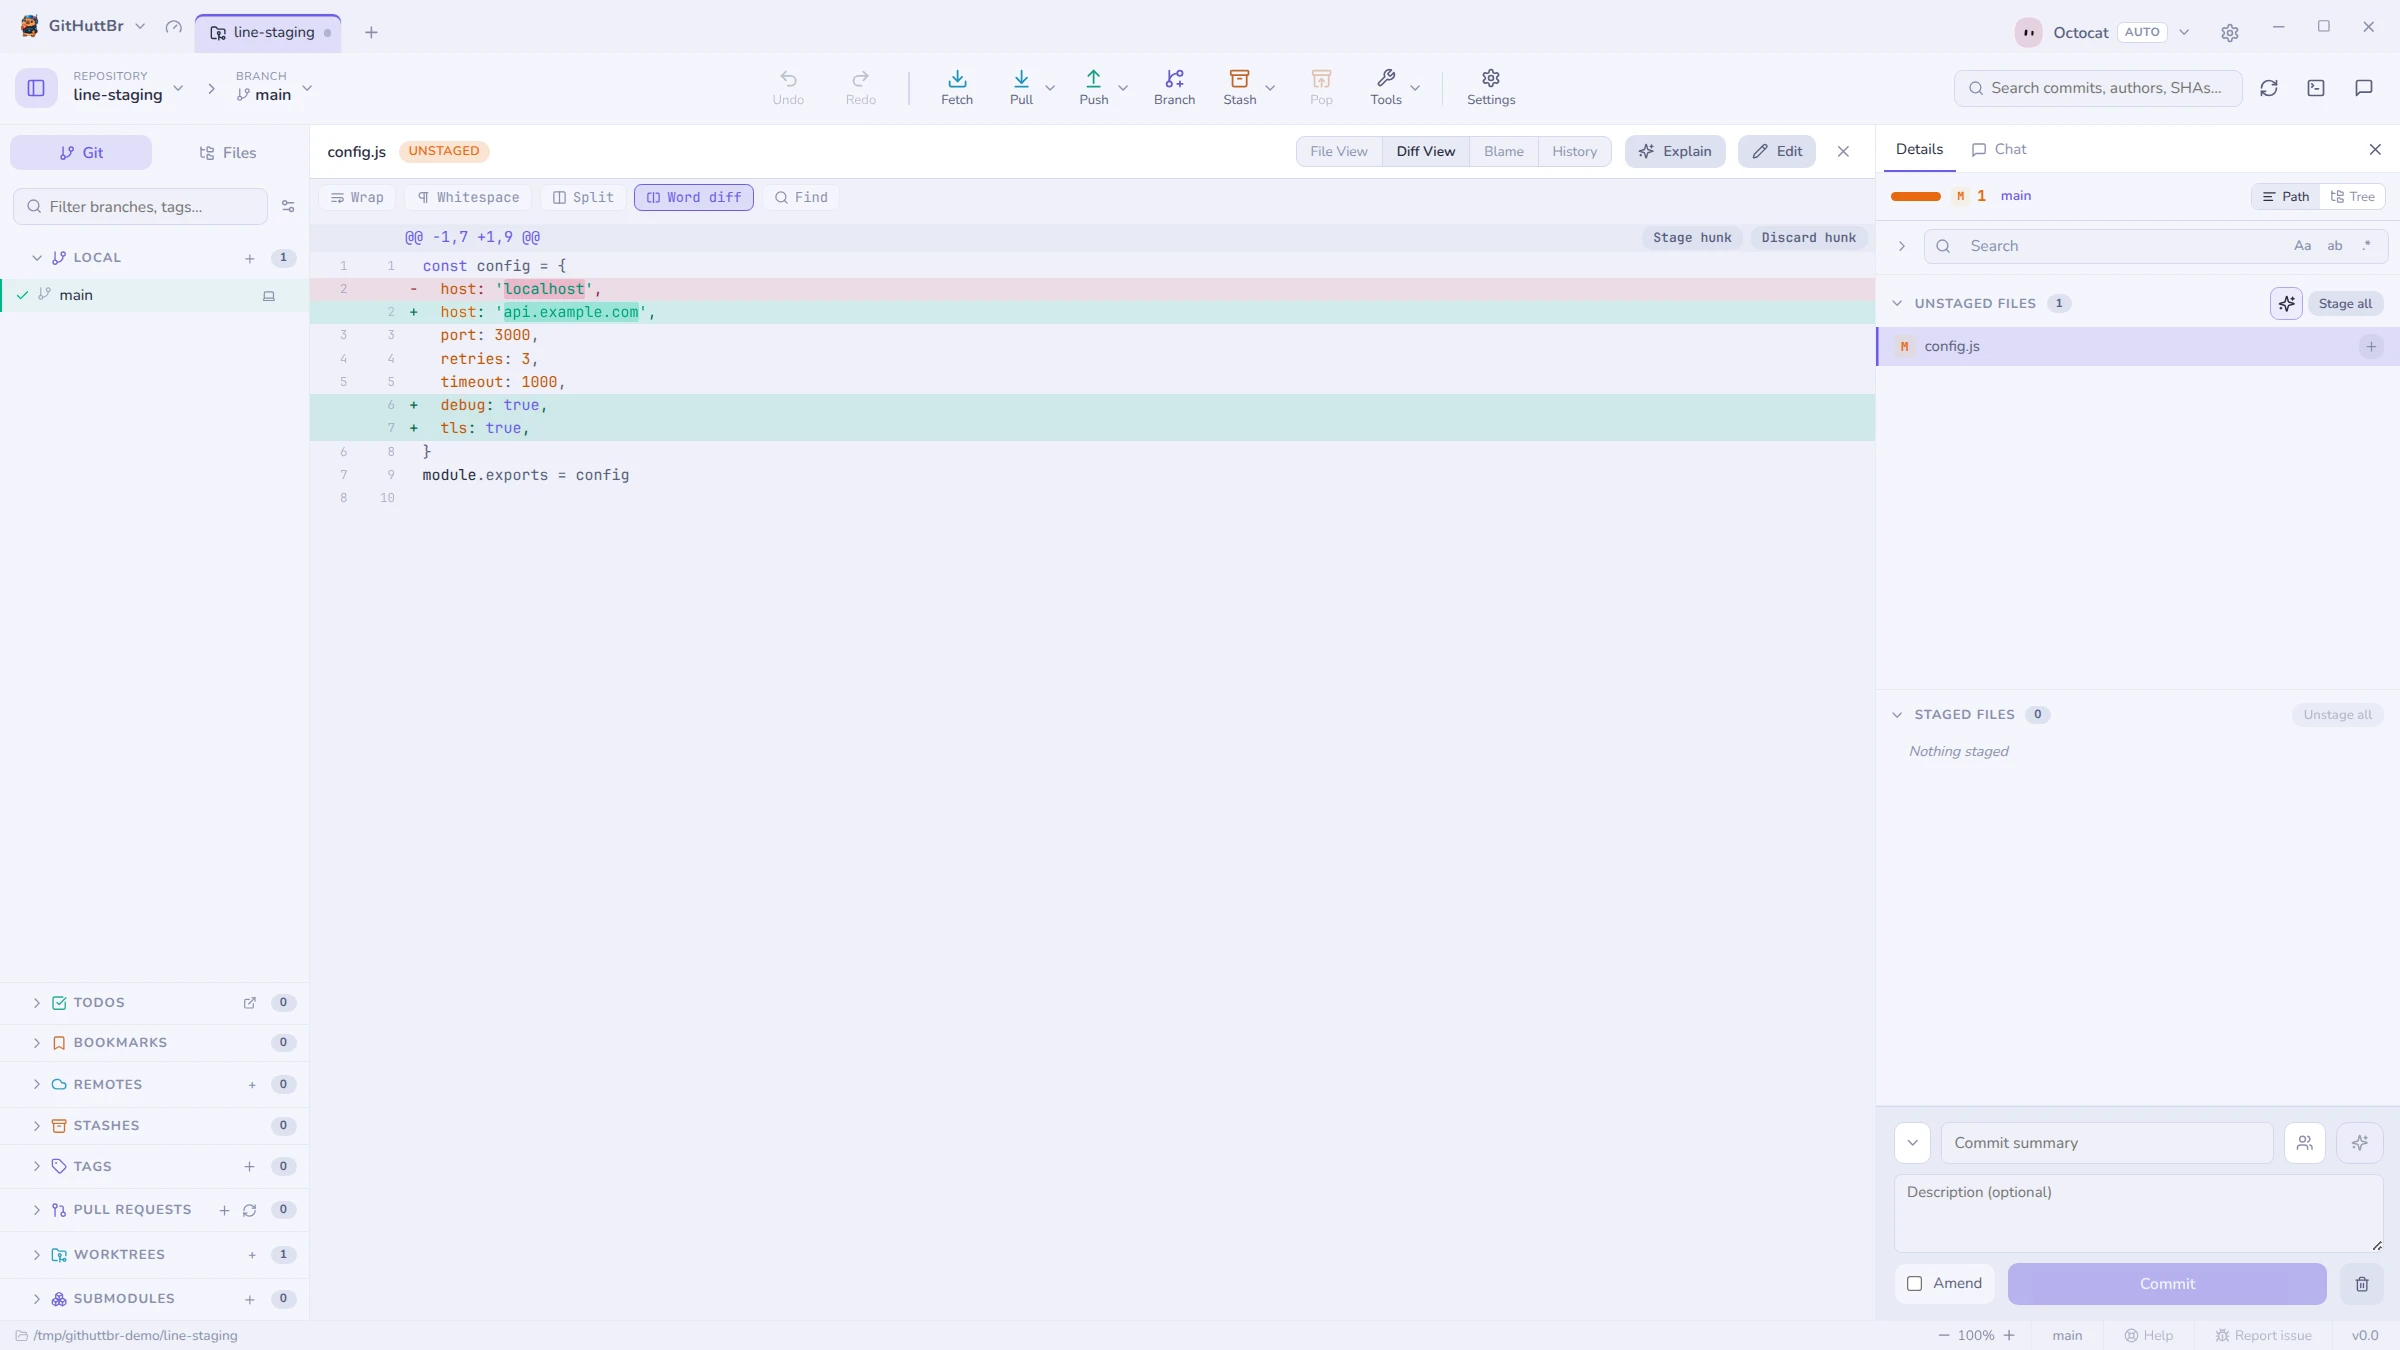 GitHuttBr
line-staging
Octocat AUTO
REPOSITORY
line-staging
BRANCH
main
Undo
Redo
Fetch
Pull
Push
Branch
Stash
Pop
Tools
Settings
Search commits, authors, SHAs...
Git
Files
Filter branches, tags...
LOCAL 1
main
TODOS 0
BOOKMARKS 0
REMOTES 0
STASHES 0
TAGS 0
PULL REQUESTS 0
WORKTREES 1
SUBMODULES 0
config.js UNSTAGED
File View Diff View Blame History Explain Edit
Wrap Whitespace Split Word diff Find
@@ -1,7 +1,9 @@ Stage hunk Discard hunk
1 1 const config = {
2 - host: 'localhost',
2 + host: 'api.example.com',
3 3 port: 3000,
4 4 retries: 3,
5 5 timeout: 1000,
6 + debug: true,
7 + tls: true,
6 8 }
7 9 module.exports = config
8 10
Details Chat
M 1 main Path Tree
Search Aa ab .*
UNSTAGED FILES 1 Stage all
M config.js
STAGED FILES 0 Unstage all
Nothing staged
Commit summary
Description (optional)
Amend Commit
/tmp/githuttbr-demo/line-staging
100% main Help Report issue v0.0